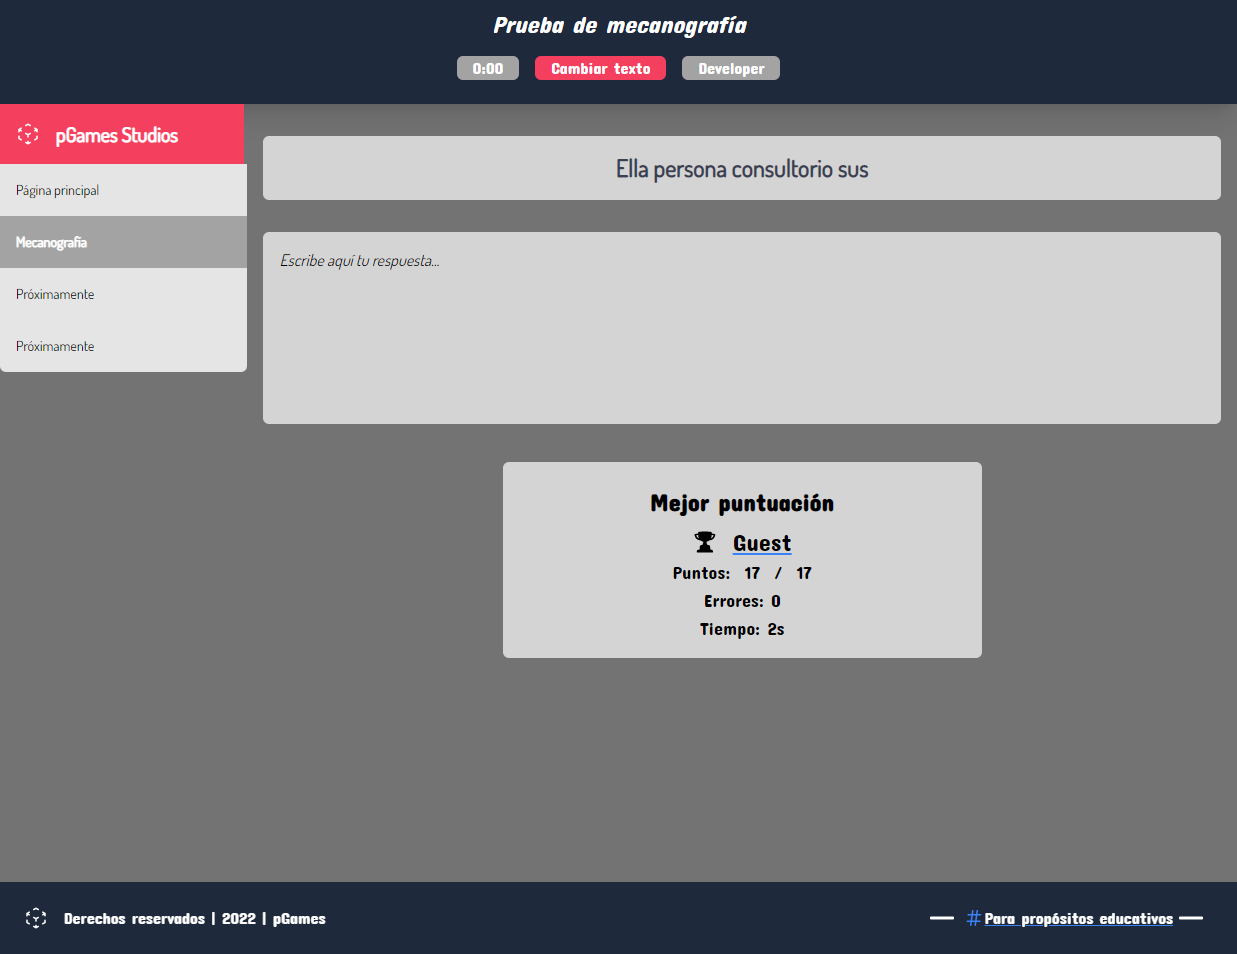 Prueba de mecanografía
0:00 Cambiar texto Developer
pGames Studios
Página principal
Mecanografía
Próximamente
Próximamente
Ella persona consultorio sus
Escribe aquí tu respuesta...
Mejor puntuación
Guest
Puntos: 17 / 17
Errores: 0
Tiempo: 2s
Derechos reservados | 2022 | pGames
# Para propósitos educativos